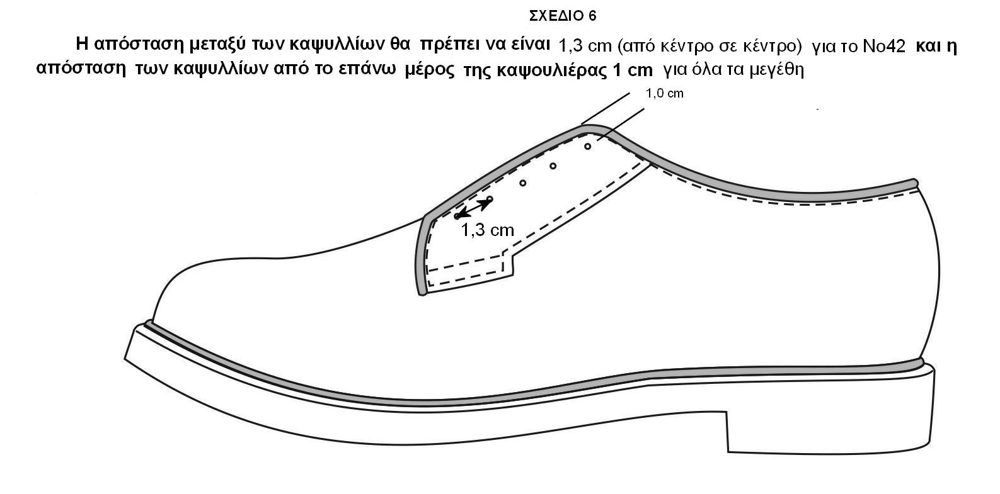 ΣΧΕΔΙΟ 6
Η απόσταση μεταξύ των καψυλλίων θα πρέπει να είναι 1,3 cm (από κέντρο σε κέντρο) για το Νο42 και η
απόσταση των καψυλλίων από το επάνω μέρος της καψουλιέρας 1 cm για όλα τα μεγέθη
1,0 cm
1,3 cm